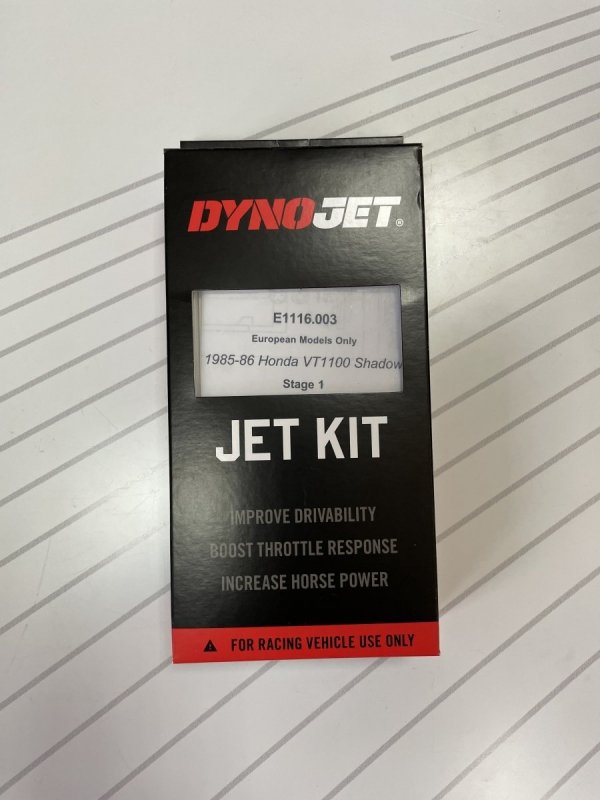 DYNOJET®
E1116.003
European Models Only
1985-86 Honda VT1100 Shadow
Stage 1
JET KIT
IMPROVE DRIVABILITY
BOOST THROTTLE RESPONSE
INCREASE HORSE POWER
FOR RACING VEHICLE USE ONLY